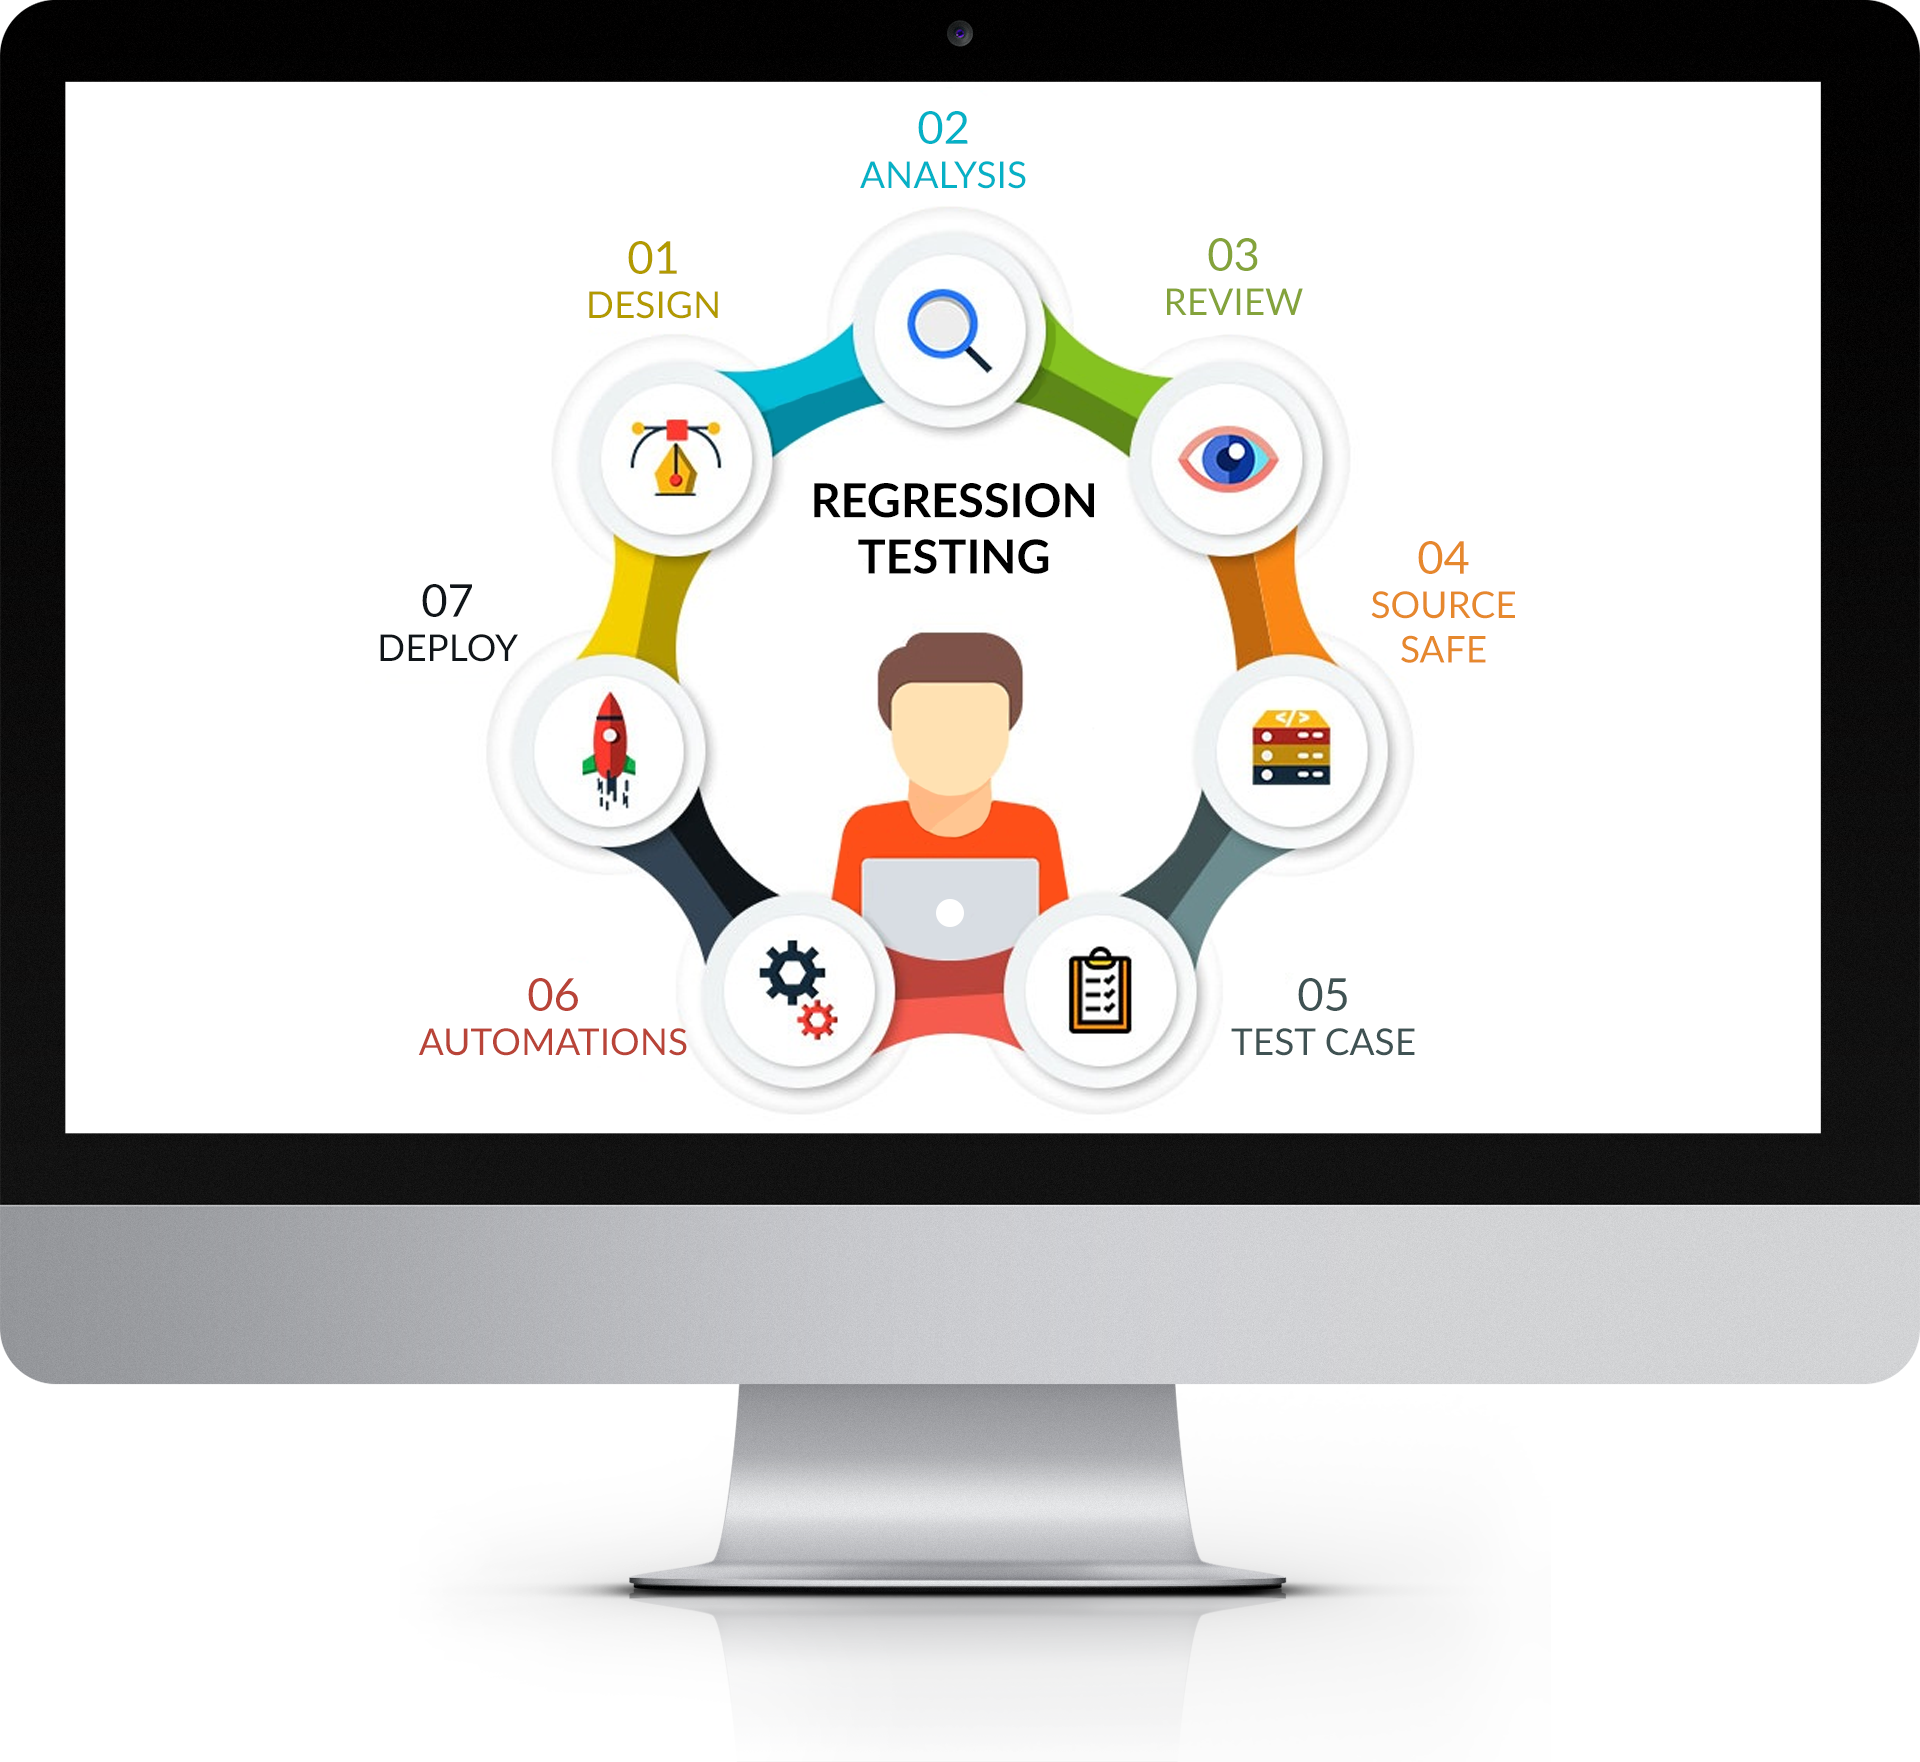 02
ANALYSIS
01
DESIGN
03
REVIEW
REGRESSION
TESTING
04
SOURCE
SAFE
07
DEPLOY
</>
06
AUTOMATIONS
05
TEST CASE